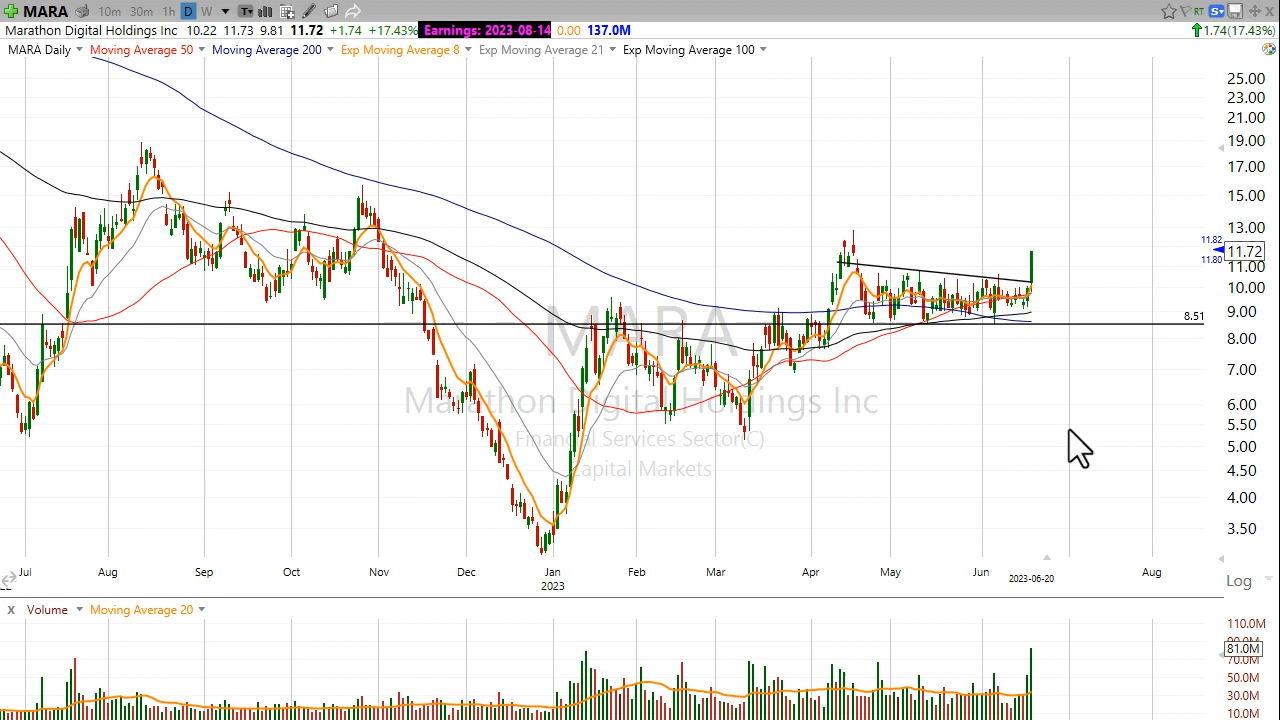 MARA 10m 30m 1h D W T RT S
Marathon Digital Holdings Inc 10.22 11.73 9.81 11.72 +1.74 +17.43% Earnings: 2023-08-14 0.00 137.0M 1.74(17.43%)
MARA Daily Moving Average 50 Moving Average 200 Exp Moving Average 8 Exp Moving Average 21 Exp Moving Average 100
25.00
23.00
21.00
19.00
17.00
15.00
13.00
11.82
11.72
11.80
11.00
10.00
9.00
8.51
8.00
7.00
6.00
5.50
5.00
4.50
4.00
3.50
MARA
Marathon Digital Holdings Inc
Financial Services Sector(C)
Capital Markets
Jul Aug Sep Oct Nov Dec Jan Feb Mar Apr May Jun Aug
2023 2023-06-20
Log
X Volume Moving Average 20
110.0M
90.0M
81.0M
70.0M
50.0M
30.0M
10.0M